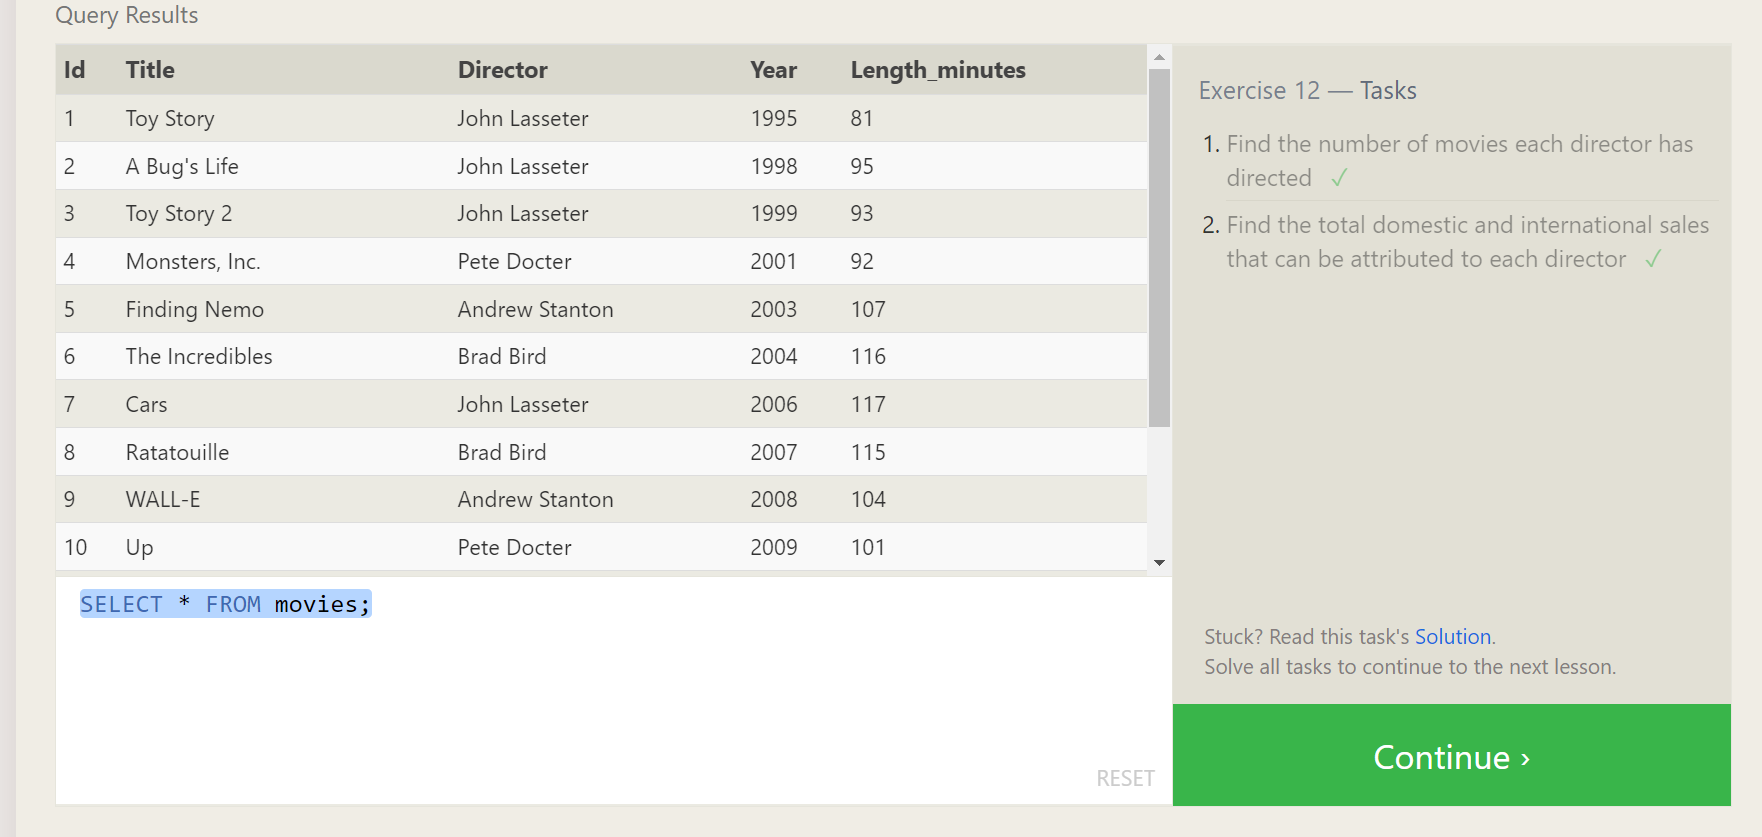 Query Results
Id Title Director Year Length_minutes
1 Toy Story John Lasseter 1995 81
2 A Bug's Life John Lasseter 1998 95
3 Toy Story 2 John Lasseter 1999 93
4 Monsters, Inc. Pete Docter 2001 92
5 Finding Nemo Andrew Stanton 2003 107
6 The Incredibles Brad Bird 2004 116
7 Cars John Lasseter 2006 117
8 Ratatouille Brad Bird 2007 115
9 WALL-E Andrew Stanton 2008 104
10 Up Pete Docter 2009 101
SELECT * FROM movies;
RESET
Exercise 12 — Tasks
1. Find the number of movies each director has
directed ✓
2. Find the total domestic and international sales
that can be attributed to each director ✓
Stuck? Read this task's Solution.
Solve all tasks to continue to the next lesson.
Continue ›